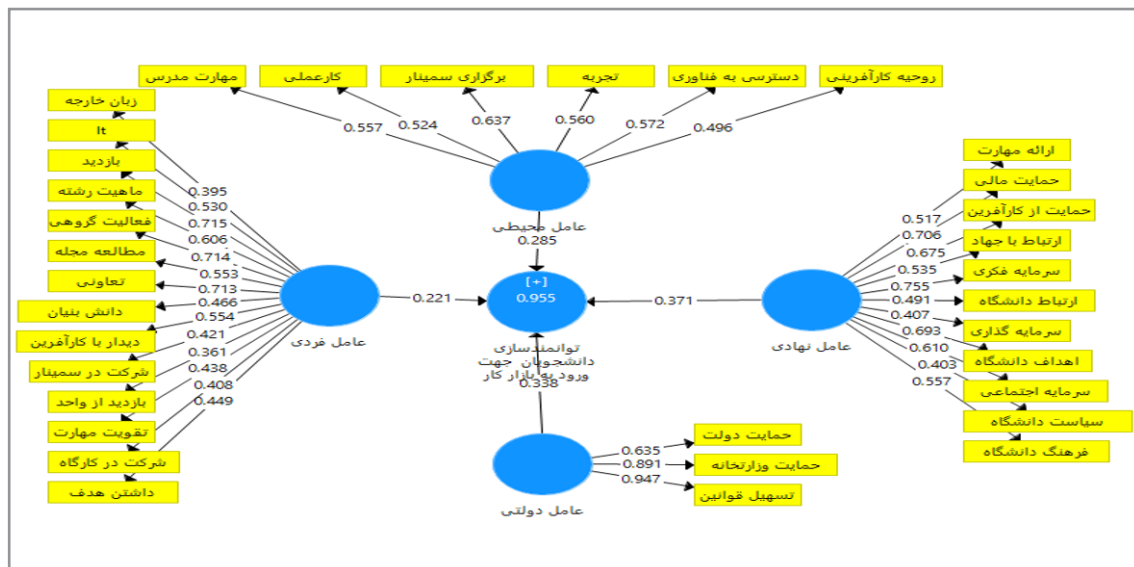 روحیه کارآفرینی
دسترسی به فناوری
تجربه
برگزاری سمینار
کارعملی
مهارت مدرس
0.496
0.572
0.560
0.637
0.524
0.557
عامل محیطی
0.285
[+]
0.955
توانمندسازی
دانشجویان جهت
ورود به بازار کار
0.371
0.221
0.338
ارائه مهارت
حمایت مالی
حمایت از کارآفرین
ارتباط با جهاد
سرمایه فکری
ارتباط دانشگاه
سرمایه گذاری
اهداف دانشگاه
سرمایه اجتماعی
سیاست دانشگاه
فرهنگ دانشگاه
0.517
0.706
0.675
0.535
0.755
0.491
0.407
0.693
0.610
0.403
0.557
عامل نهادی
زبان خارجه
It
بازدید
ماهیت رشته
فعالیت گروهی
مطالعه مجله
تعاونی
دانش بنیان
دیدار با کارآفرین
شرکت در سمینار
بازدید از واحد
تقویت مهارت
شرکت در کارگاه
داشتن هدف
0.395
0.530
0.715
0.606
0.714
0.553
0.713
0.466
0.554
0.421
0.361
0.438
0.408
0.449
عامل فردی
حمایت دولت
حمایت وزارتخانه
تسهیل قوانین
0.635
0.891
0.947
عامل دولتی